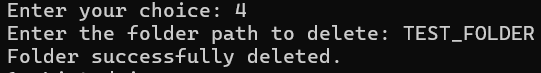 Enter your choice: 4
Enter the folder path to delete: TEST_FOLDER
Folder successfully deleted.